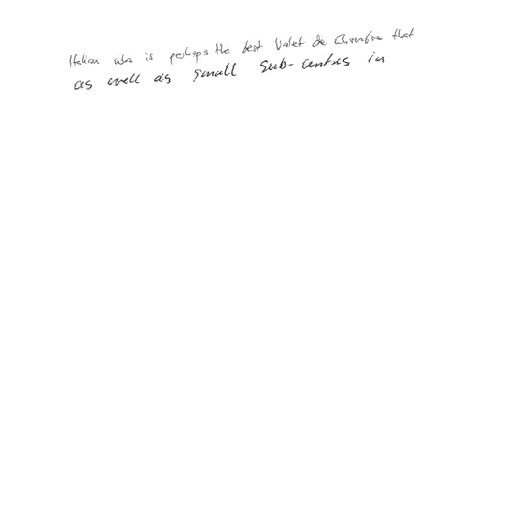 Italian who is perhaps the best Valet de Chambre that
as well as small sub-centres in